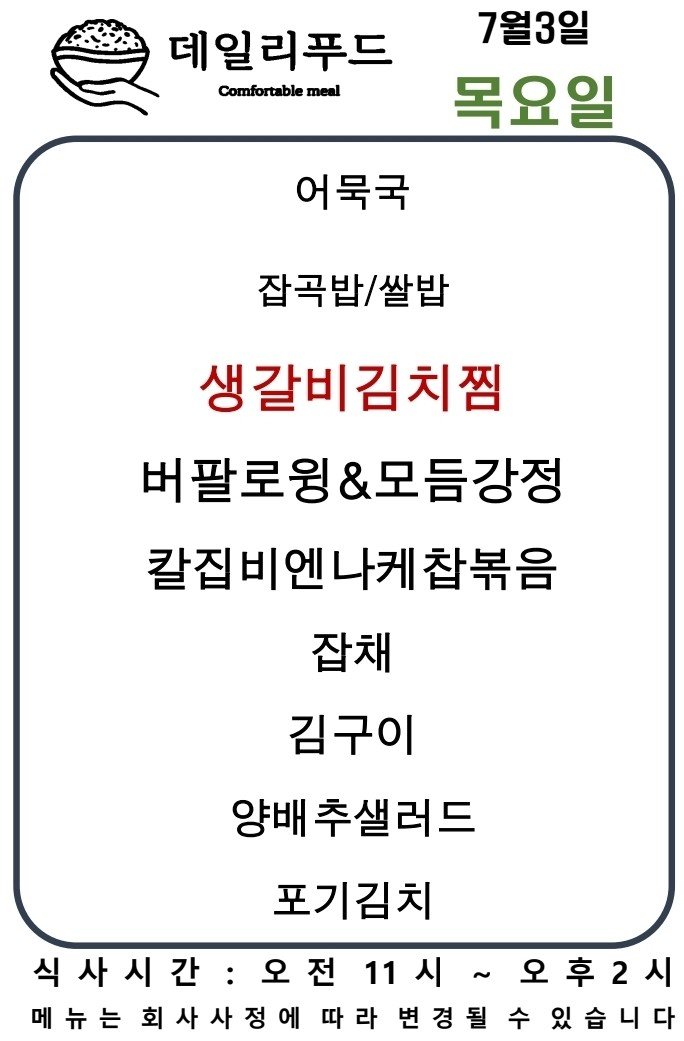 데일리푸드
Comfortable meal
7월3일
목요일
어묵국
잡곡밥/쌀밥
생갈비김치찜
버팔로윙&모듬강정
칼집비엔나케찹볶음
잡채
김구이
양배추샐러드
포기김치
식사시간 : 오전 11시 ~ 오후2시
메뉴는 회사사정에 따라 변경될 수 있습니다